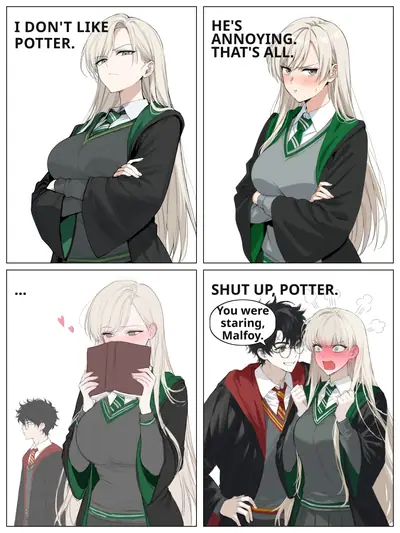 I DON'T LIKE
POTTER.
HE'S
ANNOYING.
THAT'S ALL.
...
SHUT UP, POTTER.
You were
staring,
Malfoy.